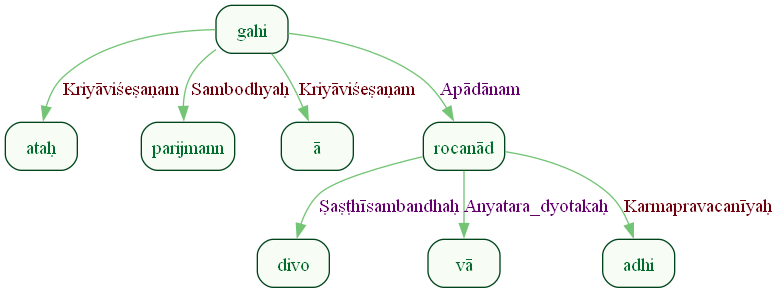 gahi
Kriyāviśeṣaṇam Sambodhyaḥ Kriyāviśeṣaṇam Apādānam
ataḥ parijmann ā rocanād
Ṣaṣṭhīsambandhaḥ Anyatara_dyotakaḥ Karmapravacanīyaḥ
divo vā adhi